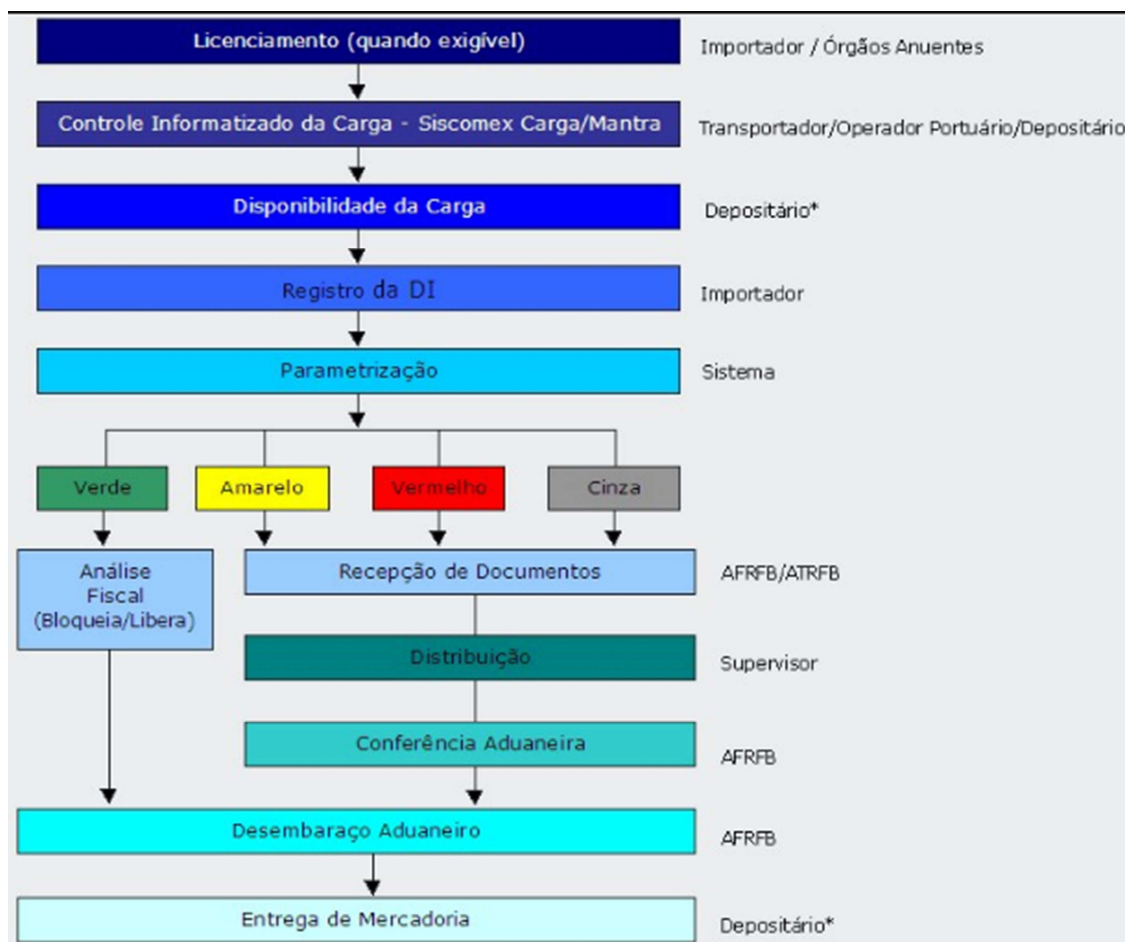 Licenciamento (quando exigível)
Importador / Órgãos Anuentes
Controle Informatizado da Carga - Siscomex Carga/Mantra
Transportador/Operador Portuário/Depositário
Disponibilidade da Carga
Depositário*
Registro da DI
Importador
Parametrização
Sistema
Verde
Amarelo
Vermelho
Cinza
Análise
Fiscal
(Bloqueia/Libera)
Recepção de Documentos
AFRFB/ATRFB
Distribuição
Supervisor
Conferência Aduaneira
AFRFB
Desembaraço Aduaneiro
AFRFB
Entrega de Mercadoria
Depositário*